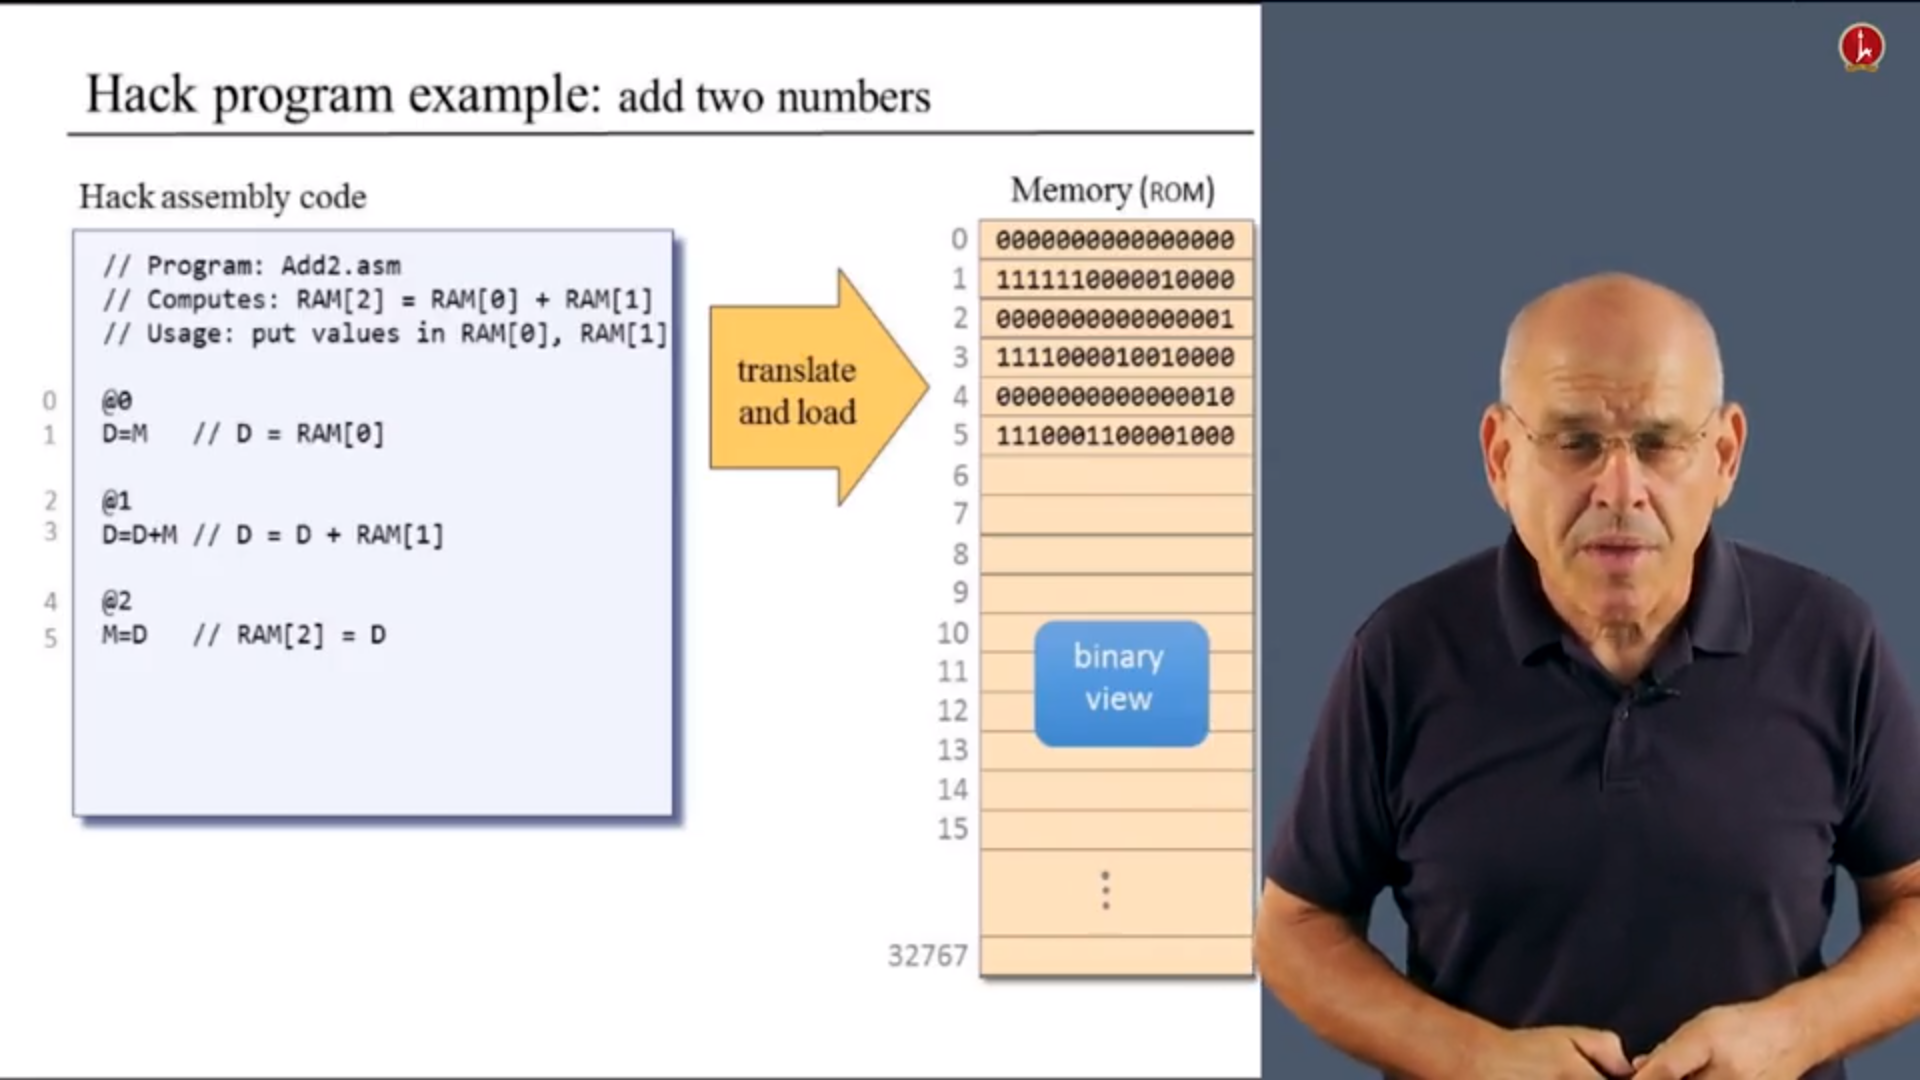 Hack program example: add two numbers
Hack assembly code
// Program: Add2.asm
// Computes: RAM[2] = RAM[0] + RAM[1]
// Usage: put values in RAM[0], RAM[1]
0 @0
1 D=M // D = RAM[0]
2 @1
3 D=D+M // D = D + RAM[1]
4 @2
5 M=D // RAM[2] = D
translate
and load
Memory (ROM)
0 0000000000000000
1 1111110000010000
2 0000000000000001
3 1111000010010000
4 0000000000000010
5 1110001100001000
6
7
8
9
10
11
12
13
14
15
32767
binary
view